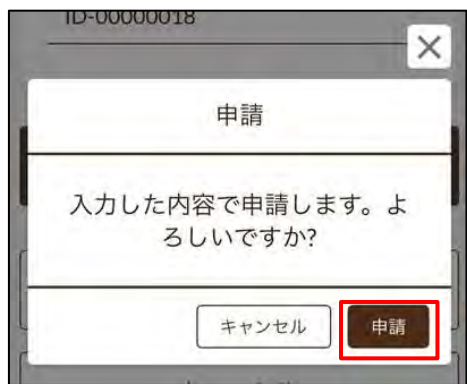 ID-00000018
申請
入力した内容で申請します。よ
ろしいですか?
キャンセル
申請